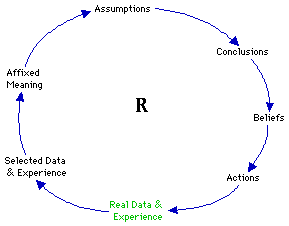 Assumptions
Conclusions
Beliefs
Actions
Real Data &
Experience
Selected Data
& Experience
Affixed
Meaning
R